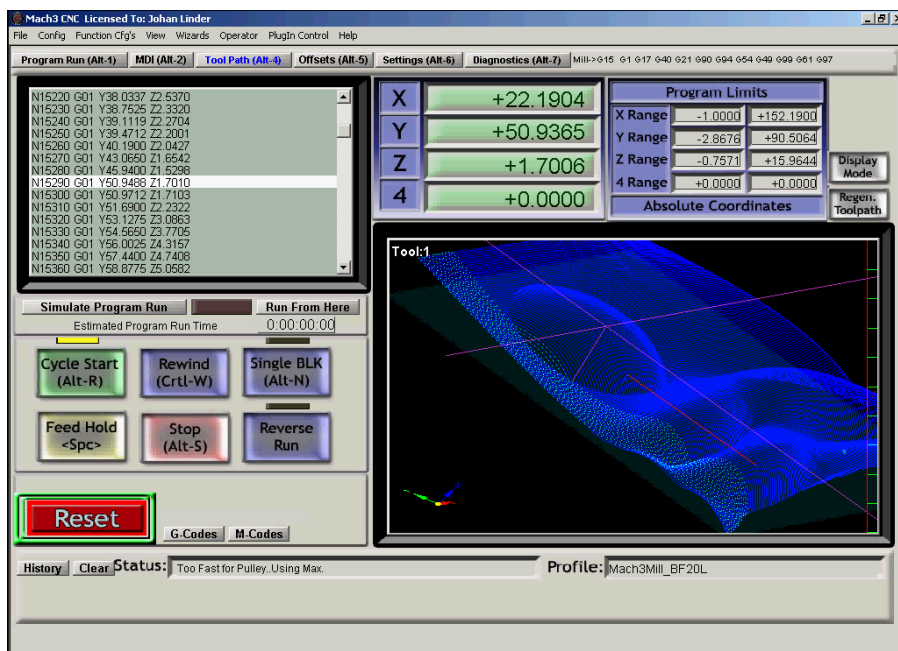 Mach3 CNC Licensed To: Johan Linder
File Config Function Cfg's View Wizards Operator PlugIn Control Help
Program Run (Alt-1) MDI (Alt-2) Tool Path (Alt-4) Offsets (Alt-5) Settings (Alt-6) Diagnostics (Alt-7) Mill->G15 G1 G17 G40 G21 G90 G94 G54 G49 G99 G61 G97
N15220 G01 Y38.0337 Z2.5370
N15230 G01 Y38.7525 Z2.3320
N15240 G01 Y39.1119 Z2.2704
N15250 G01 Y39.4712 Z2.2001
N15260 G01 Y40.1900 Z2.0427
N15270 G01 Y43.0650 Z1.6542
N15280 G01 Y45.9400 Z1.5298
N15290 G01 Y50.9488 Z1.7010
N15300 G01 Y50.9712 Z1.7103
N15310 G01 Y51.6900 Z2.2322
N15320 G01 Y53.1275 Z3.0863
N15330 G01 Y54.5650 Z3.7705
N15340 G01 Y56.0025 Z4.3157
N15350 G01 Y57.4400 Z4.7408
N15360 G01 Y58.8775 Z5.0582
X +22.1904
Y +50.9365
Z +1.7006
4 +0.0000
Program Limits
X Range -1.0000 +152.1900
Y Range -2.8676 +90.5064
Z Range -0.7571 +15.9644
4 Range +0.0000 +0.0000
Absolute Coordinates
Display
Mode
Regen.
Toolpath
Tool:1
Simulate Program Run Run From Here
Estimated Program Run Time 0:00:00:00
Cycle Start
(Alt-R)
Rewind
(Crtl-W)
Single BLK
(Alt-N)
Feed Hold
<Spc>
Stop
(Alt-S)
Reverse
Run
Reset
G-Codes M-Codes
History Clear Status: Too Fast for Pulley..Using Max. Profile: Mach3Mill_BF20L